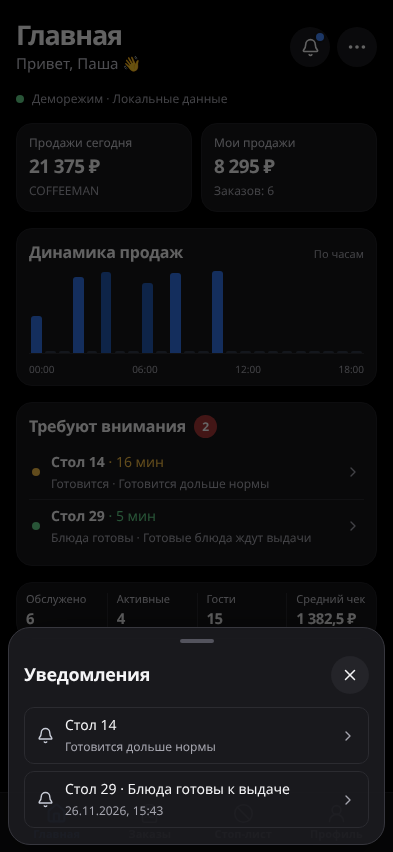 Главная
Привет, Паша 👋
Деморежим · Локальные данные
Продажи сегодня
21 375 ₽
COFFEEMAN
Мои продажи
8 295 ₽
Заказов: 6
Динамика продаж
По часам
00:00 06:00 12:00 18:00
Требуют внимания 2
Стол 14 · 16 мин
Готовится · Готовится дольше нормы
Стол 29 · 5 мин
Блюда готовы · Готовые блюда ждут выдачи
Обслужено Активные Гости Средний чек
6 4 15 1 382,5 ₽
Уведомления
Стол 14
Готовится дольше нормы
Стол 29 · Блюда готовы к выдаче
26.11.2026, 15:43